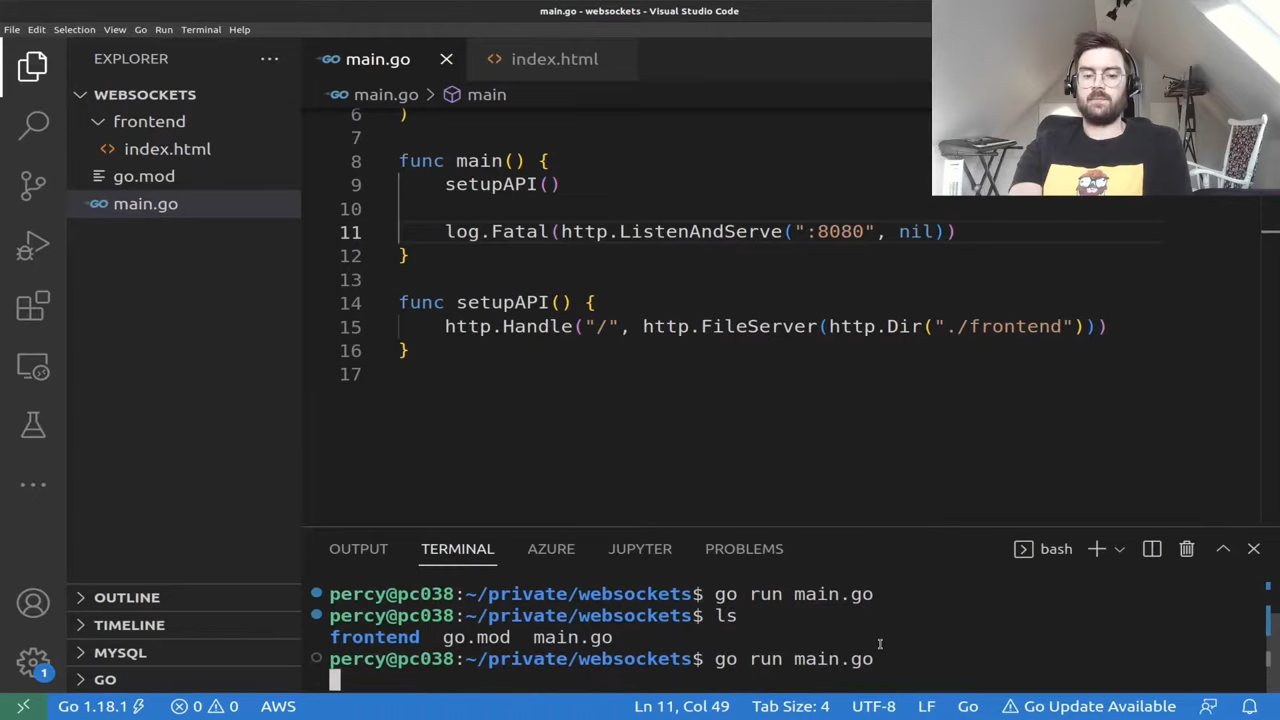 main.go - websockets - Visual Studio Code
File Edit Selection View Go Run Terminal Help
EXPLORER
WEBSOCKETS
frontend
index.html
go.mod
main.go
main.go
index.html
main.go > main
6 )
7
8 func main() {
9 setupAPI()
10
11 log.Fatal(http.ListenAndServe(":8080", nil))
12 }
13
14 func setupAPI() {
15 http.Handle("/", http.FileServer(http.Dir("./frontend")))
16 }
17
OUTPUT TERMINAL AZURE JUPYTER PROBLEMS
bash
percy@pc038:~/private/websockets$ go run main.go
percy@pc038:~/private/websockets$ ls
frontend go.mod main.go
percy@pc038:~/private/websockets$ go run main.go
OUTLINE
TIMELINE
MYSQL
GO
1
Go 1.18.1 0 0 AWS Ln 11, Col 49 Tab Size: 4 UTF-8 LF Go Go Update Available